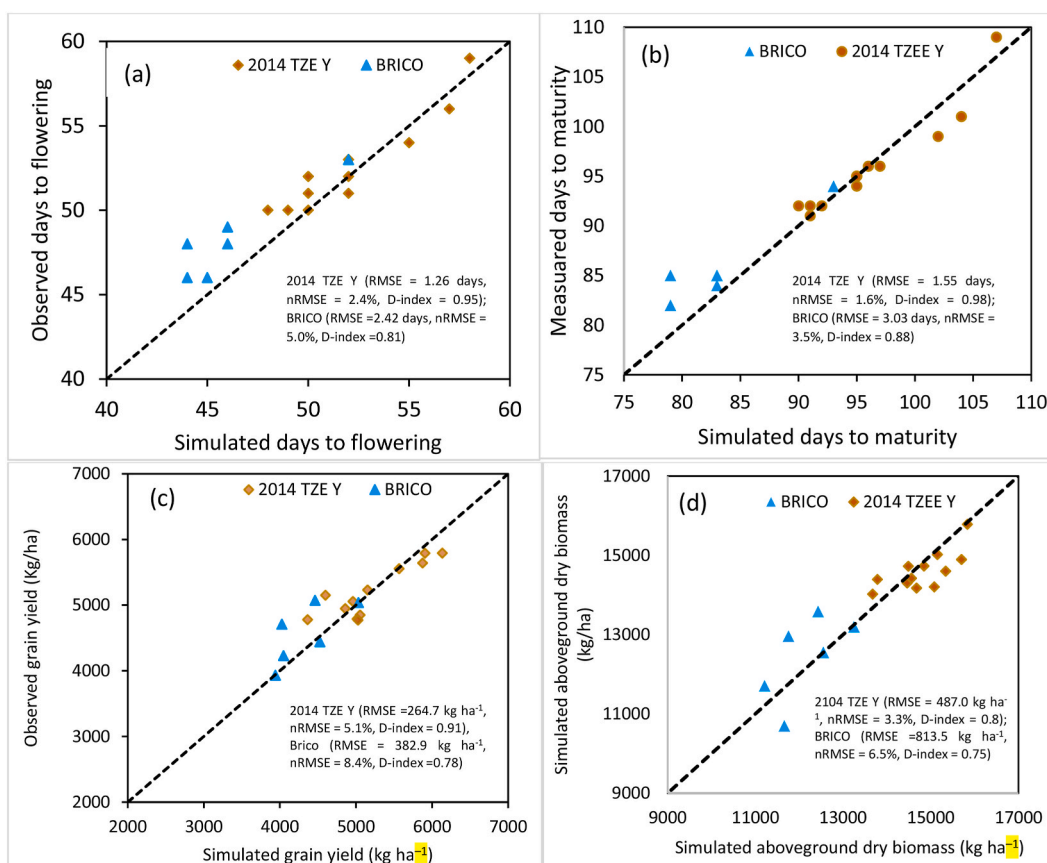 60
(a)
2014 TZE Y
BRICO
55
50
45
40
Observed days to flowering
2014 TZE Y (RMSE = 1.26 days,
nRMSE = 2.4%, D-index = 0.95);
BRICO (RMSE =2.42 days, nRMSE =
5.0%, D-index =0.81)
40 45 50 55 60
Simulated days to flowering
110
(b)
BRICO
2014 TZEE Y
105
100
95
90
85
80
75
Measuared days to maturity
2014 TZE Y (RMSE = 1.55 days,
nRMSE = 1.6%, D-index = 0.98);
BRICO (RMSE = 3.03 days, nRMSE =
3.5%, D-index = 0.88)
75 80 85 90 95 100 105 110
Simulated days to maturity
7000
(c)
2014 TZE Y
BRICO
6000
5000
4000
3000
2000
Observed grain yield (Kg/ha)
2014 TZE Y (RMSE =264.7 kg ha⁻¹,
nRMSE = 5.1%, D-index = 0.91),
Brico (RMSE = 382.9 kg ha⁻¹,
nRMSE = 8.4%, D-index =0.78)
2000 3000 4000 5000 6000 7000
Simulated grain yield (kg ha⁻¹)
17000
BRICO
2014 TZEE Y
(d)
15000
13000
11000
9000
Simulated aboveground dry biomass
(kg/ha)
2104 TZE Y (RMSE = 487.0 kg ha⁻
¹, nRMSE = 3.3%, D-index = 0.8);
BRICO (RMSE =813.5 kg ha⁻¹,
nRMSE = 6.5%, D-index = 0.75)
9000 11000 13000 15000 17000
Simulated aboveground dry biomass (kg ha⁻¹)